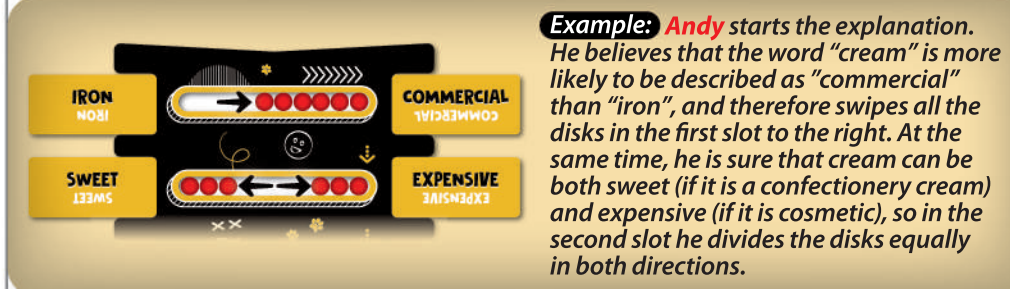 Example: Andy starts the explanation.
He believes that the word “cream” is more
likely to be described as ”commercial”
than “iron”, and therefore swipes all the
disks in the first slot to the right. At the
same time, he is sure that cream can be
both sweet (if it is a confectionery cream)
and expensive (if it is cosmetic), so in the
second slot he divides the disks equally
in both directions.
IRON
IRON
COMMERCIAL
COMMERCIAL
SWEET
SWEET
EXPENSIVE
EXPENSIVE